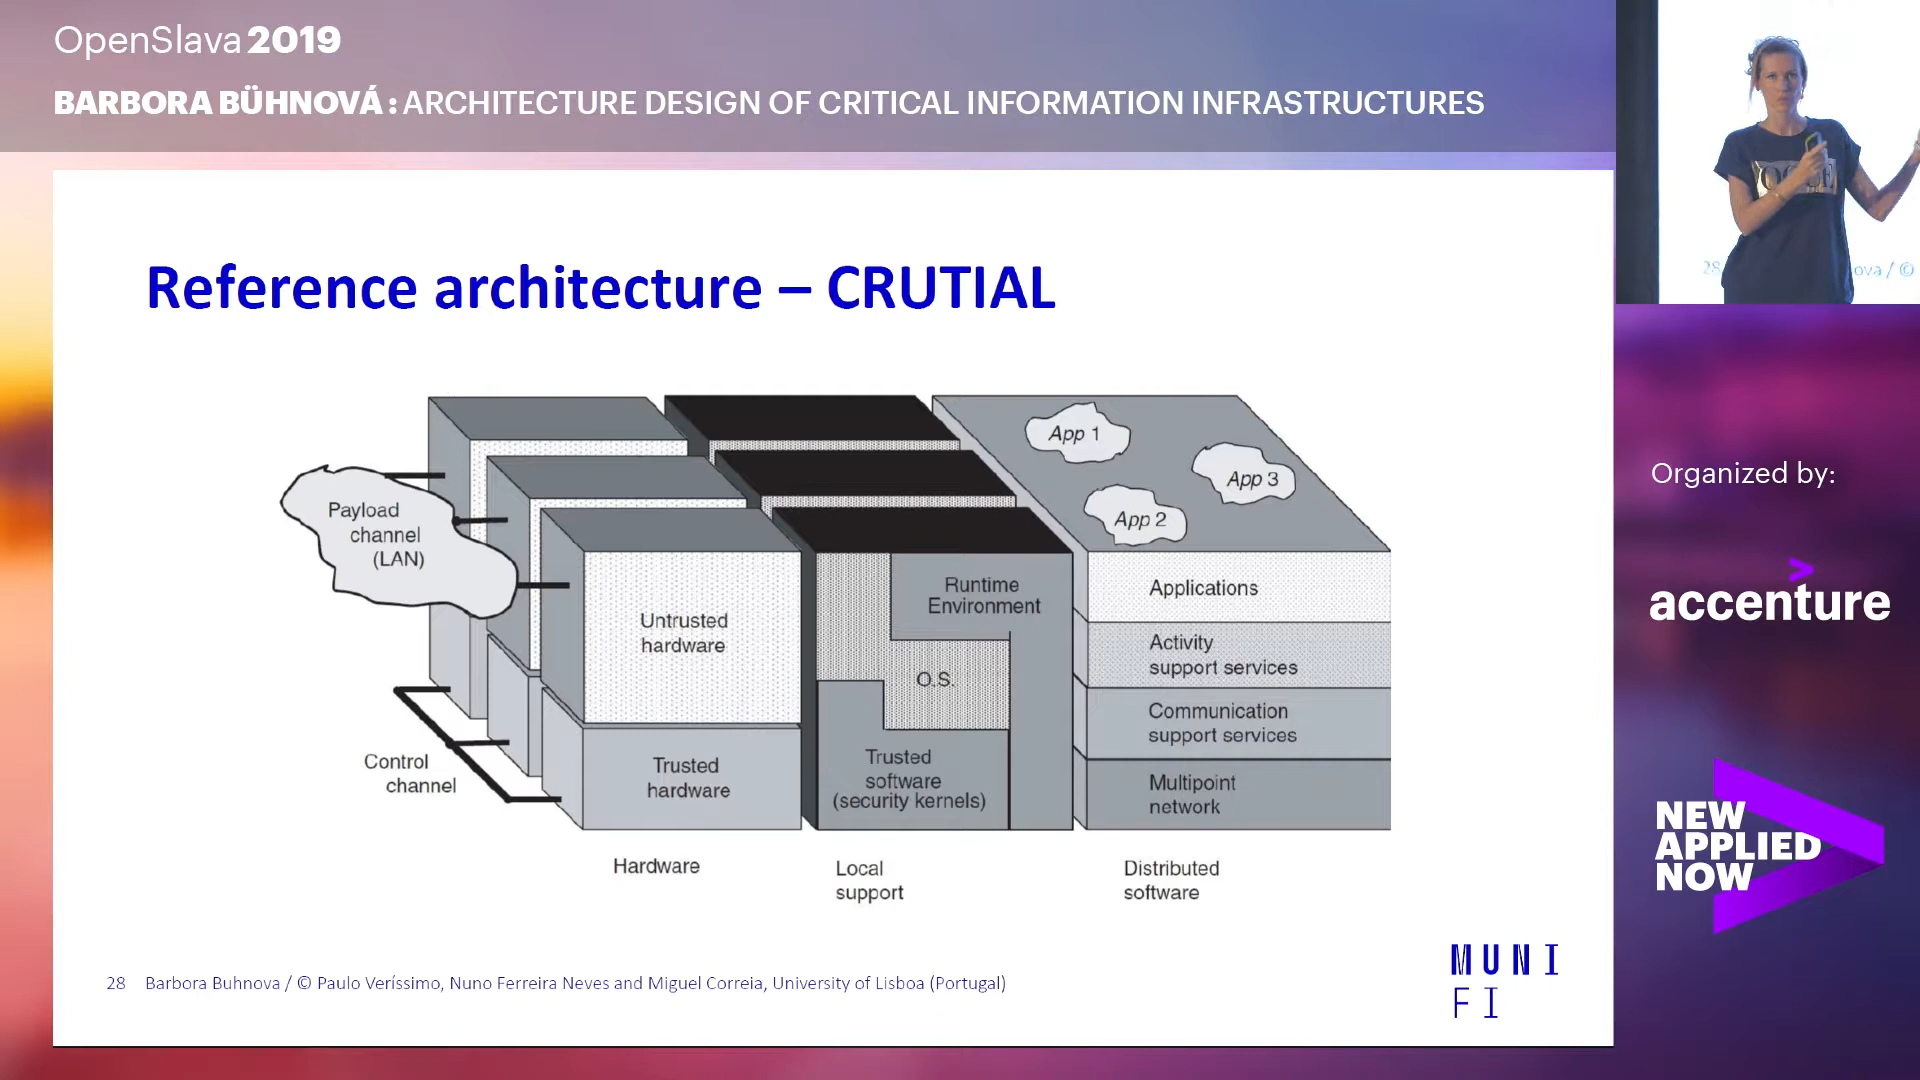 OpenSlava 2019
BARBORA BÜHNOVÁ : ARCHITECTURE DESIGN OF CRITICAL INFORMATION INFRASTRUCTURES
Reference architecture – CRUTIAL
App 1
App 3
App 2
Payload
channel
(LAN)
Untrusted
hardware
Trusted
hardware
Control
channel
Runtime
Environment
O.S.
Trusted
software
(security kernels)
Applications
Activity
support services
Communication
support services
Multipoint
network
Hardware
Local
support
Distributed
software
28 Barbora Buhnova / © Paulo Veríssimo, Nuno Ferreira Neves and Miguel Correia, University of Lisboa (Portugal)
MUNI
FI
28
ova / ©
Organized by:
accenture
NEW
APPLIED
NOW